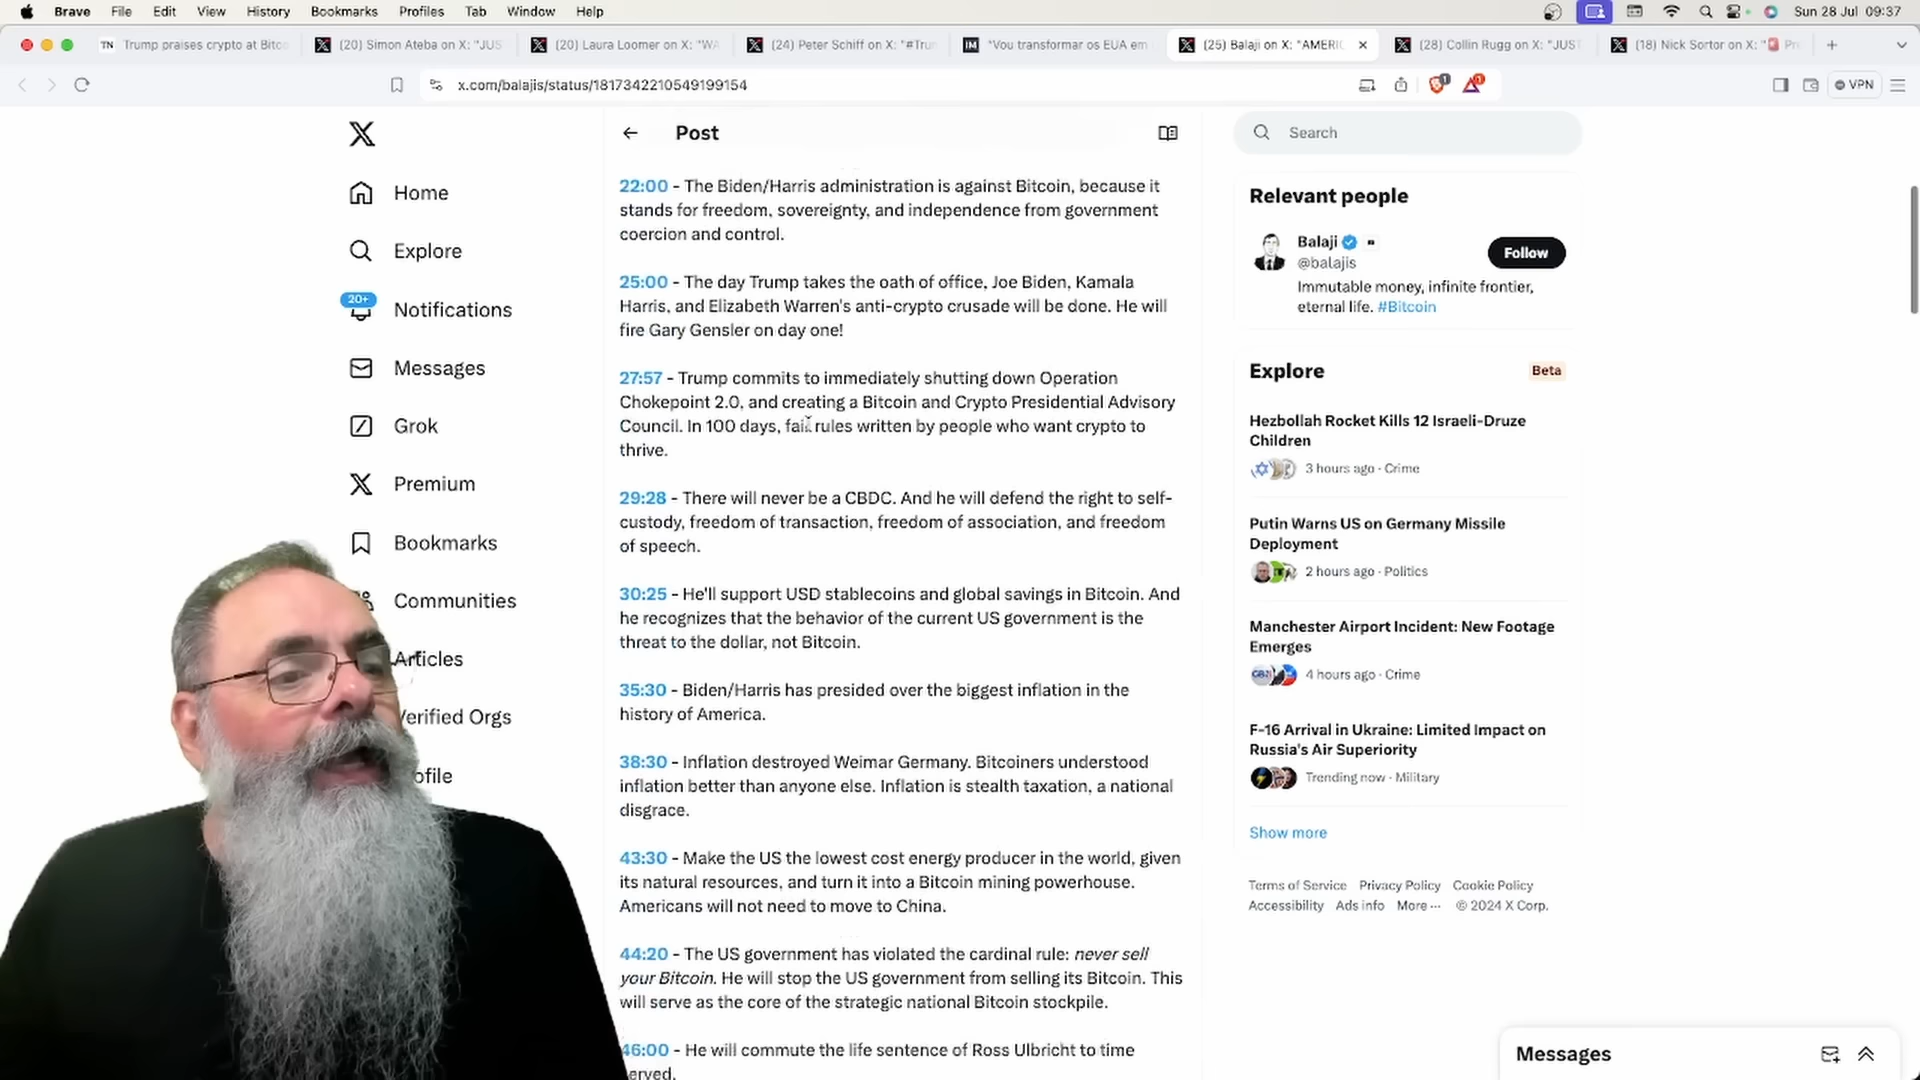 Brave File Edit View History Bookmarks Profiles Tab Window Help
Sun 28 Jul 09:37
TN Trump praises crypto at Bitco
(20) Simon Ateba on X: "JUS
(20) Laura Loomer on X: "WA
(24) Peter Schiff on X: "#Tru
IM "Vou transformar os EUA em
(25) Balaji on X: "AMERI
(28) Collin Rugg on X: "JUST
(18) Nick Sortor on X: "🚨 Pr
x.com/balajis/status/1817342210549199154
1
1
VPN
Home
Explore
20+
Notifications
Messages
Grok
Premium
Bookmarks
Communities
Articles
Verified Orgs
ofile
Post
22:00 - The Biden/Harris administration is against Bitcoin, because it
stands for freedom, sovereignty, and independence from government
coercion and control.
25:00 - The day Trump takes the oath of office, Joe Biden, Kamala
Harris, and Elizabeth Warren's anti-crypto crusade will be done. He will
fire Gary Gensler on day one!
27:57 - Trump commits to immediately shutting down Operation
Chokepoint 2.0, and creating a Bitcoin and Crypto Presidential Advisory
Council. In 100 days, fair rules written by people who want crypto to
thrive.
29:28 - There will never be a CBDC. And he will defend the right to self-
custody, freedom of transaction, freedom of association, and freedom
of speech.
30:25 - He'll support USD stablecoins and global savings in Bitcoin. And
he recognizes that the behavior of the current US government is the
threat to the dollar, not Bitcoin.
35:30 - Biden/Harris has presided over the biggest inflation in the
history of America.
38:30 - Inflation destroyed Weimar Germany. Bitcoiners understood
inflation better than anyone else. Inflation is stealth taxation, a national
disgrace.
43:30 - Make the US the lowest cost energy producer in the world, given
its natural resources, and turn it into a Bitcoin mining powerhouse.
Americans will not need to move to China.
44:20 - The US government has violated the cardinal rule: never sell
your Bitcoin. He will stop the US government from selling its Bitcoin. This
will serve as the core of the strategic national Bitcoin stockpile.
46:00 - He will commute the life sentence of Ross Ulbricht to time
erved.
Search
Relevant people
Balaji
@balajis
Follow
Immutable money, infinite frontier,
eternal life. #Bitcoin
Explore
Beta
Hezbollah Rocket Kills 12 Israeli-Druze
Children
3 hours ago · Crime
Putin Warns US on Germany Missile
Deployment
2 hours ago · Politics
Manchester Airport Incident: New Footage
Emerges
4 hours ago · Crime
F-16 Arrival in Ukraine: Limited Impact on
Russia's Air Superiority
Trending now · Military
Show more
Terms of Service Privacy Policy Cookie Policy
Accessibility Ads info More ··· © 2024 X Corp.
Messages